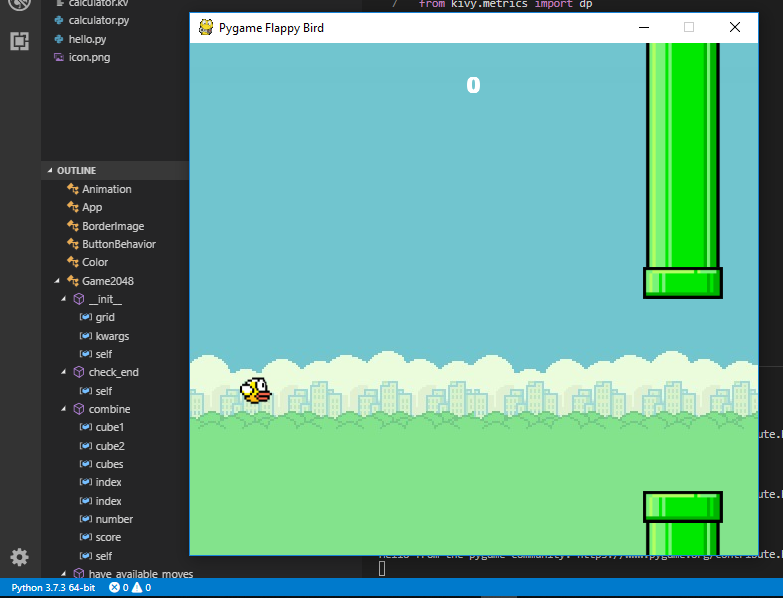 calculator.kv
calculator.py
hello.py
icon.png
OUTLINE
Animation
App
BorderImage
ButtonBehavior
Color
Game2048
__init__
grid
kwargs
self
check_end
self
combine
cube1
cube2
cubes
index
index
number
score
self
have_available_moves
Python 3.7.3 64-bit 0 0
7 from kivy.metrics import dp
Pygame Flappy Bird
0
ute.
ute.
Hello from the pygame community. https://www.pygame.org/contribute.